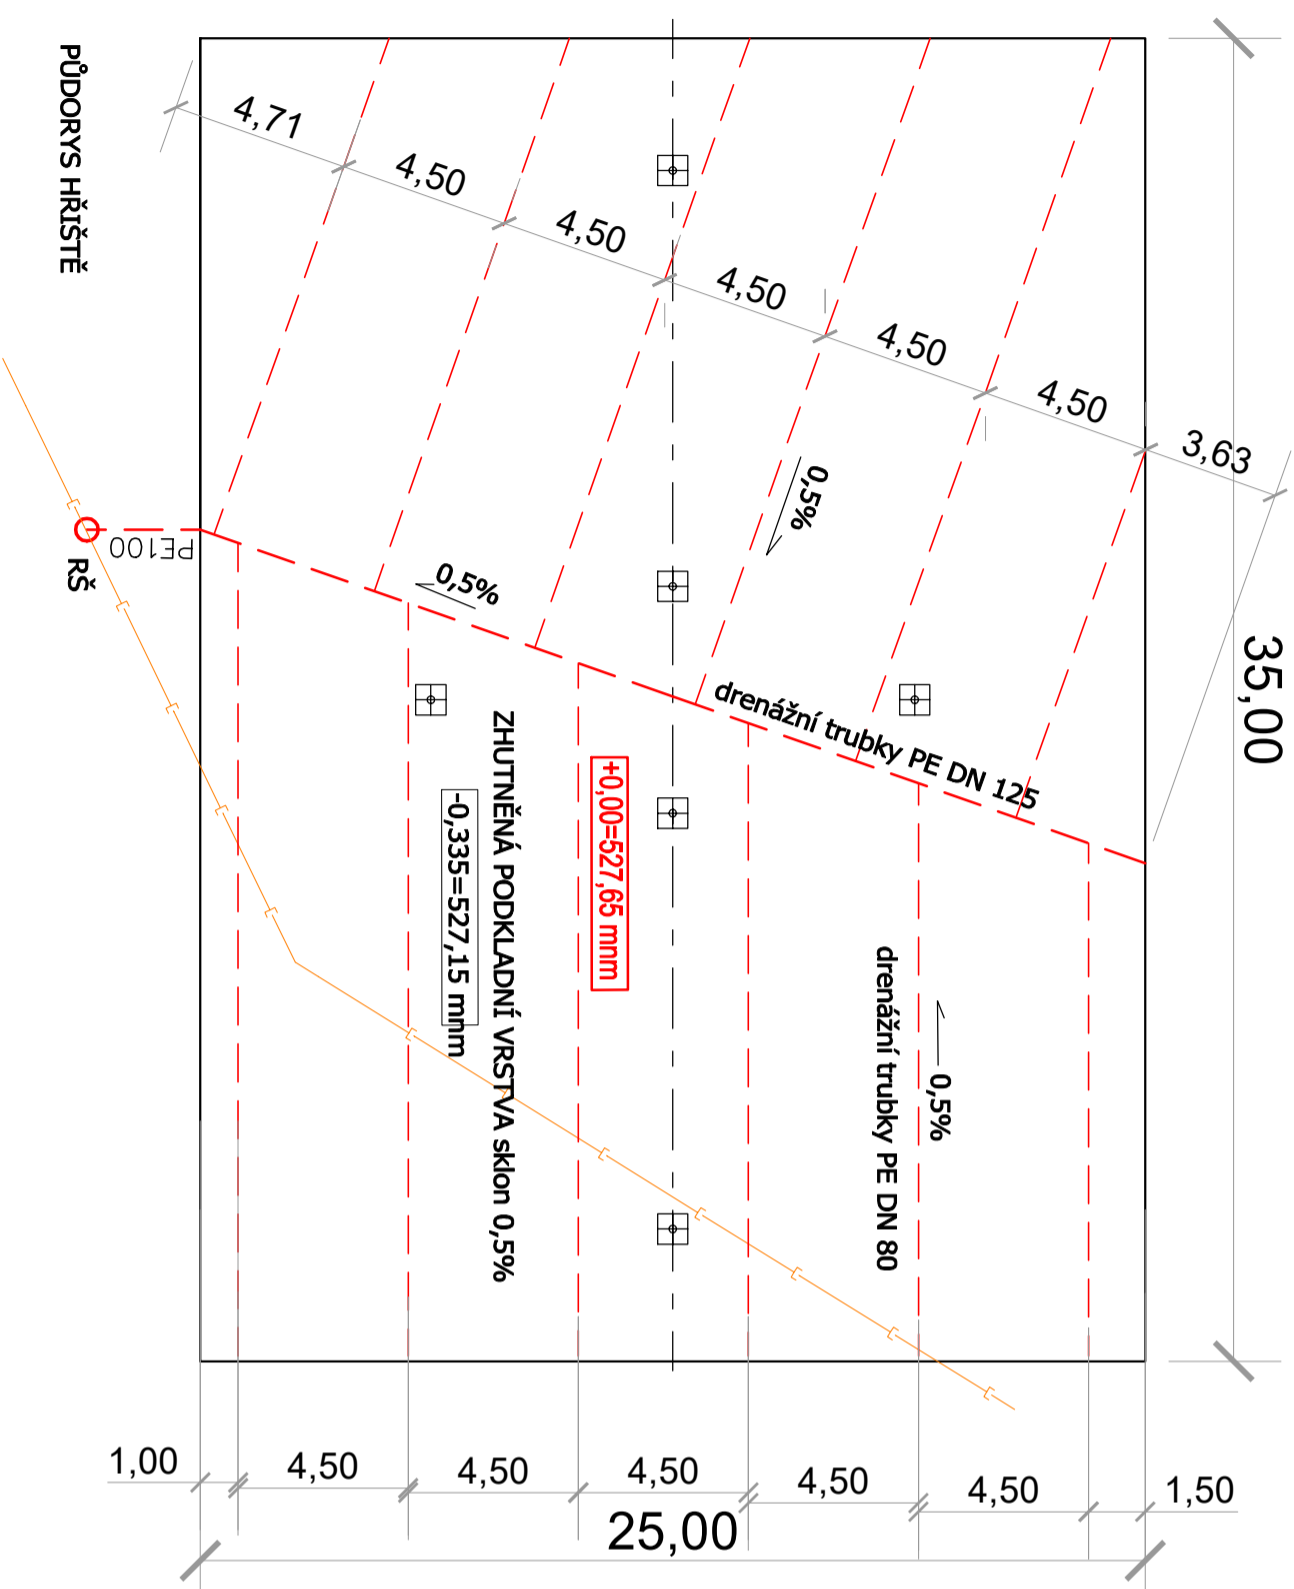 PŮDORYS HŘIŠTĚ
4,71
4,50
4,50
4,50
4,50
4,50
3,63
35,00
0,5%
0,5%
PE100
RŠ
drenážní trubky PE DN 125
+0,00=527,65 mnm
ZHUTNĚNÁ PODKLADNÍ VRSTVA sklon 0,5%
-0,335=527,15 mnm
drenážní trubky PE DN 80
0,5%
1,00
4,50
4,50
4,50
4,50
4,50
1,50
25,00